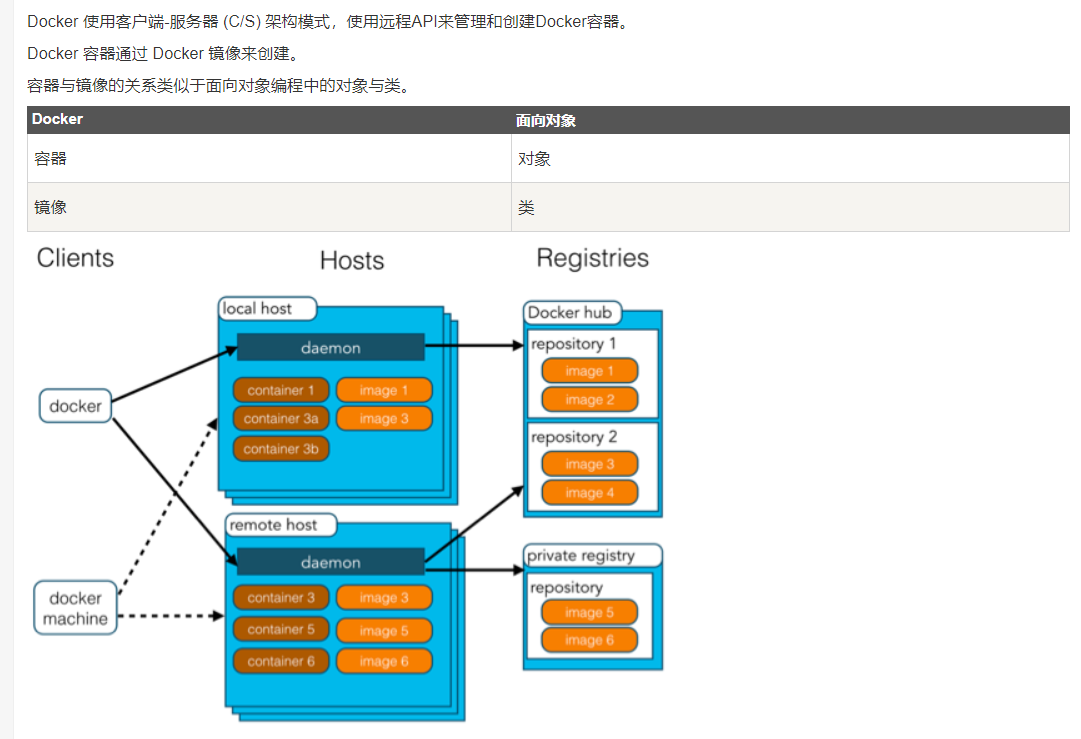 Docker 使用客户端-服务器 (C/S) 架构模式，使用远程API来管理和创建Docker容器。
Docker 容器通过 Docker 镜像来创建。
容器与镜像的关系类似于面向对象编程中的对象与类。
Docker 面向对象
容器 对象
镜像 类
Clients Hosts Registries
docker
docker
machine
local host
daemon
container 1 image 1
container 3a image 3
container 3b
remote host
daemon
container 3 image 3
container 5 image 5
container 6 image 6
Docker hub
repository 1
image 1
image 2
repository 2
image 3
image 4
private registry
repository
image 5
image 6